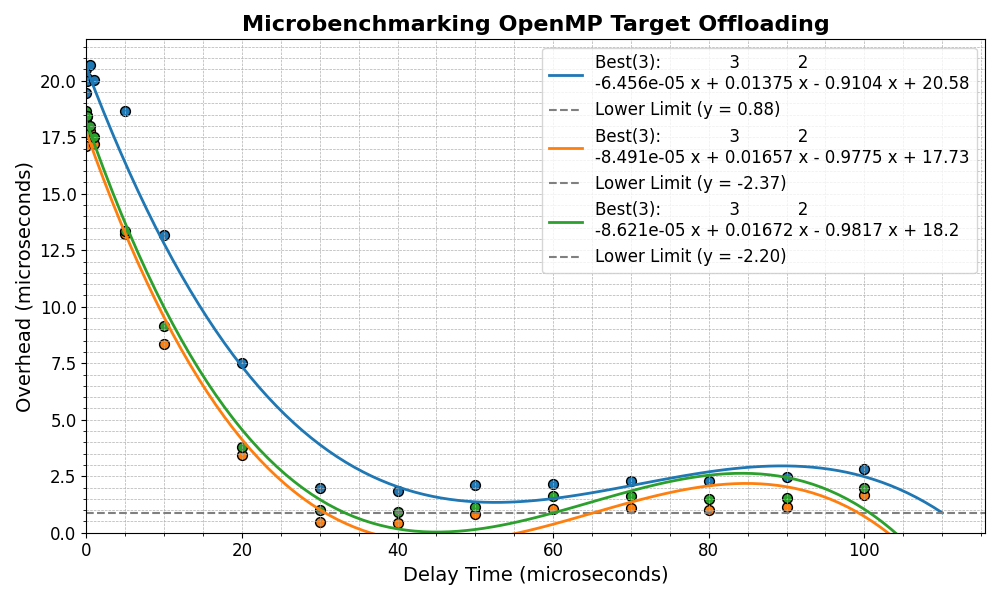 Microbenchmarking OpenMP Target Offloading
Overhead (microseconds)
20.0
17.5
15.0
12.5
10.0
7.5
5.0
2.5
0.0
Best(3): 3 2
-6.456e-05 x + 0.01375 x - 0.9104 x + 20.58
Lower Limit (y = 0.88)
Best(3): 3 2
-8.491e-05 x + 0.01657 x - 0.9775 x + 17.73
Lower Limit (y = -2.37)
Best(3): 3 2
-8.621e-05 x + 0.01672 x - 0.9817 x + 18.2
Lower Limit (y = -2.20)
0 20 40 60 80 100
Delay Time (microseconds)